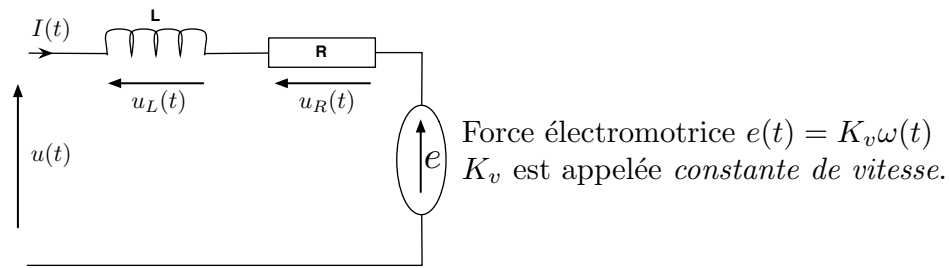 L
I(t)
R
u_L(t)
u_R(t)
u(t)
e
Force électromotrice e(t) = K_vω(t)
K_v est appelée constante de vitesse.